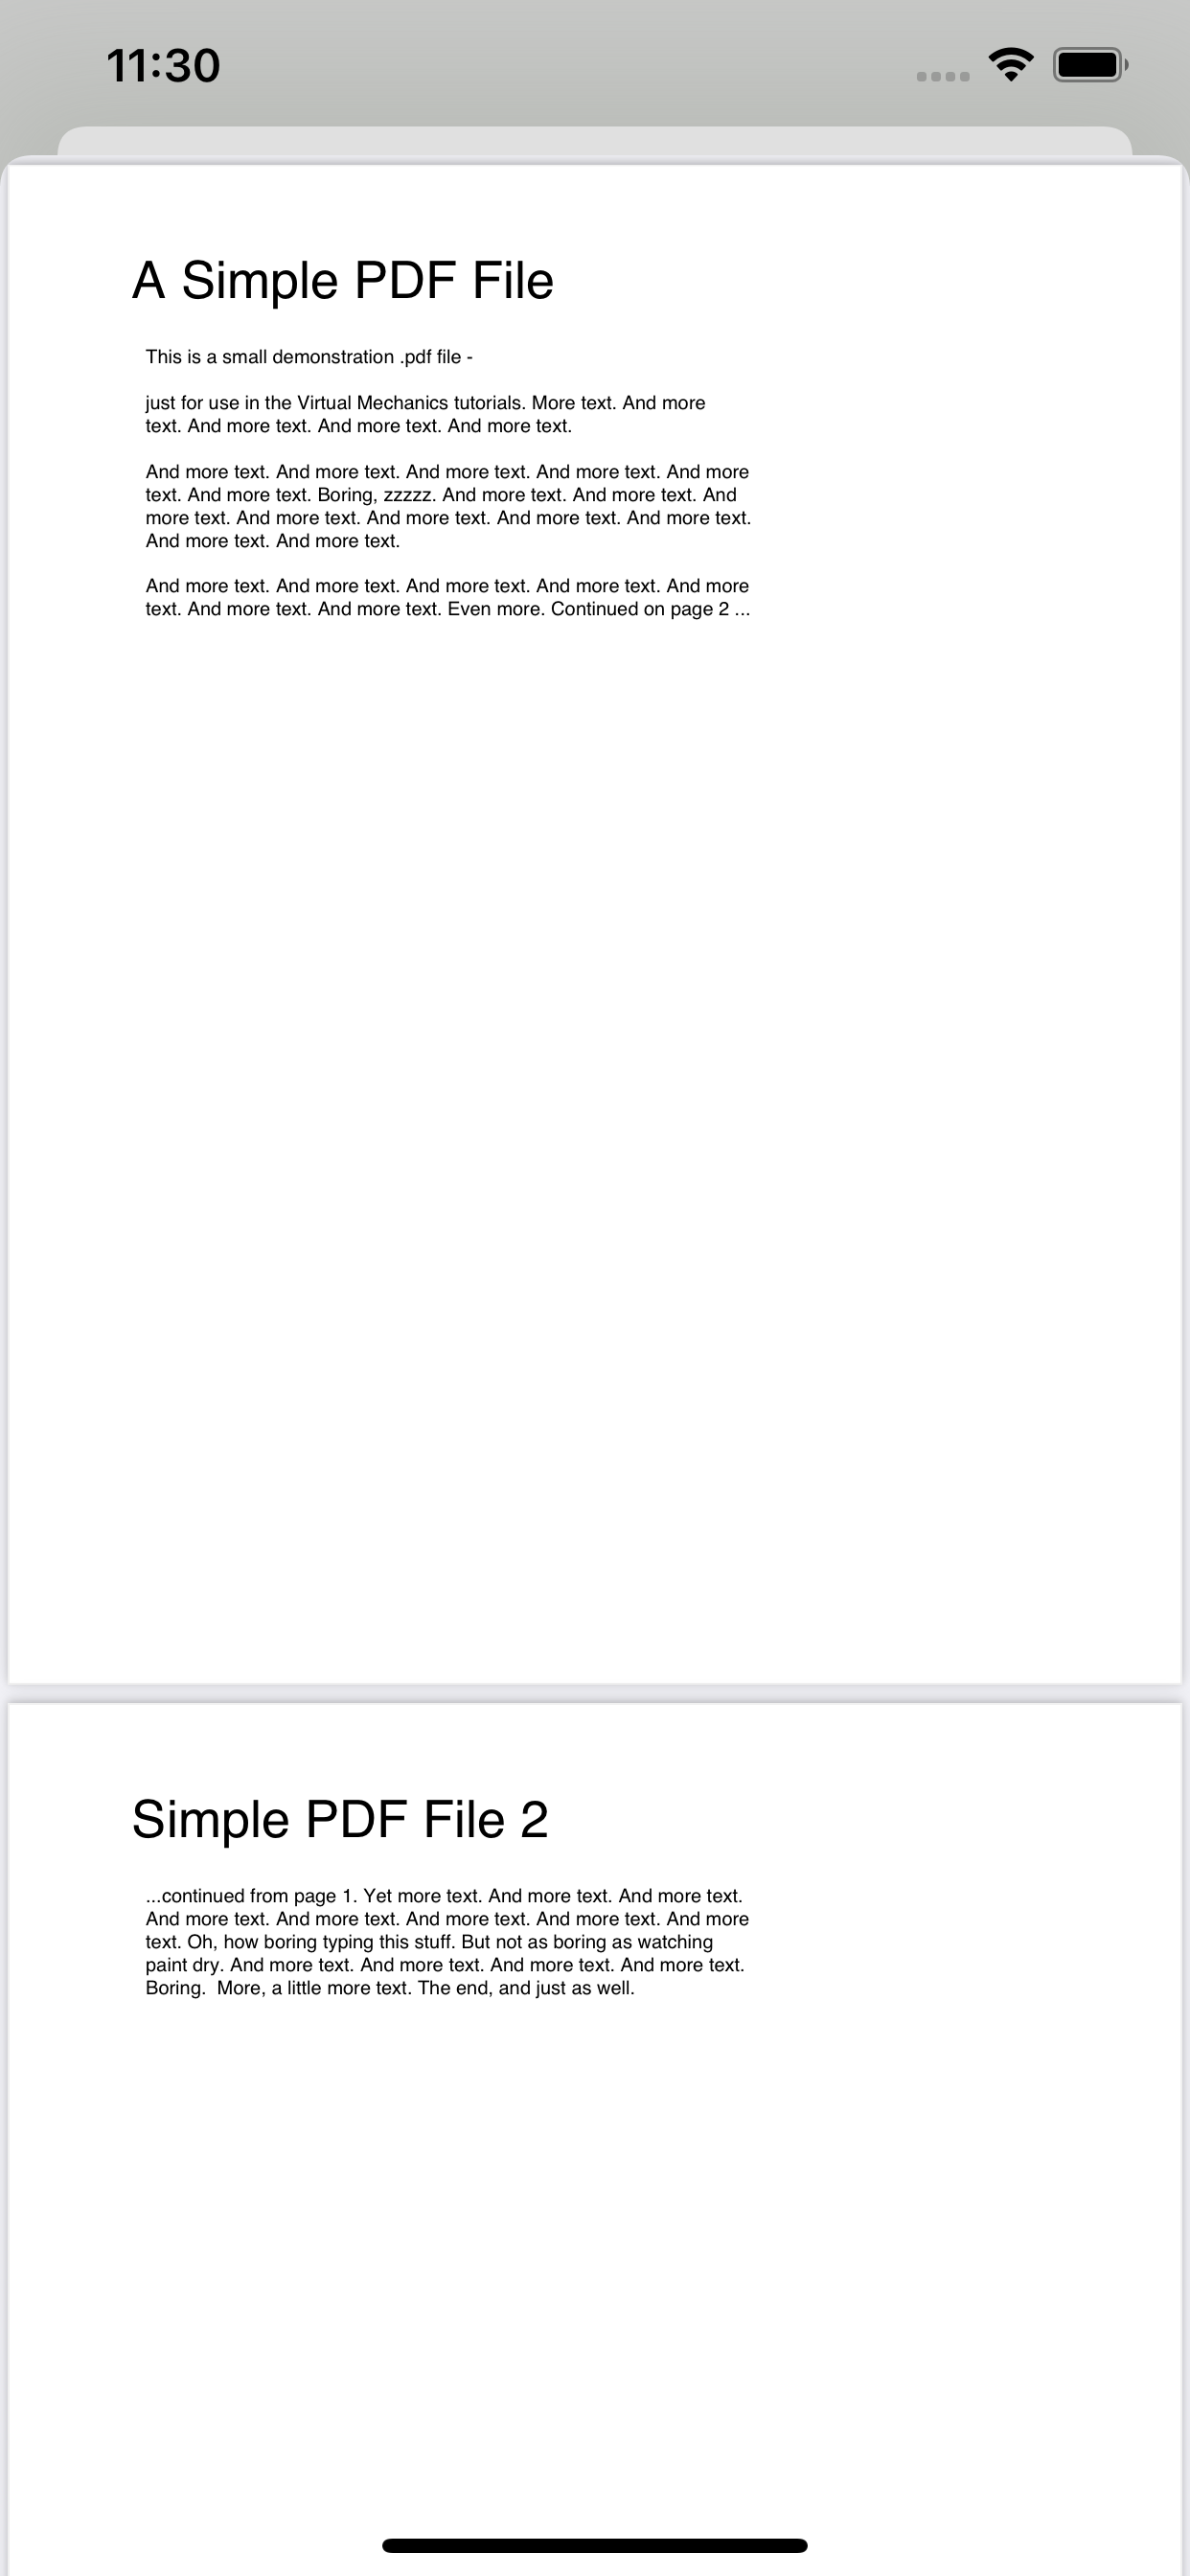 11:30
A Simple PDF File
This is a small demonstration .pdf file -
just for use in the Virtual Mechanics tutorials. More text. And more
text. And more text. And more text. And more text.
And more text. And more text. And more text. And more text. And more
text. And more text. Boring, zzzzz. And more text. And more text. And
more text. And more text. And more text. And more text. And more text.
And more text. And more text.
And more text. And more text. And more text. And more text. And more
text. And more text. And more text. Even more. Continued on page 2 ...
Simple PDF File 2
...continued from page 1. Yet more text. And more text. And more text.
And more text. And more text. And more text. And more text. And more
text. Oh, how boring typing this stuff. But not as boring as watching
paint dry. And more text. And more text. And more text. And more text.
Boring.  More, a little more text. The end, and just as well.